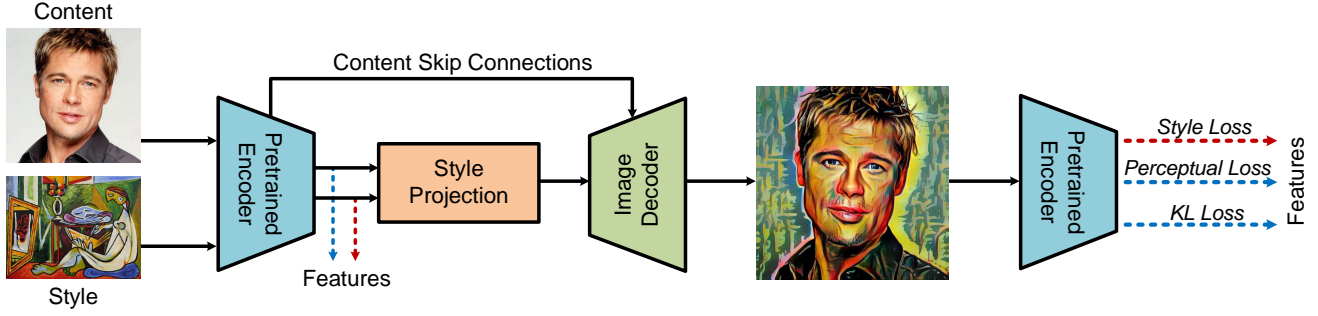 Content
Style
Pretrained
Encoder
Content Skip Connections
Features
Style
Projection
Image
Decoder
Pretrained
Encoder
Style Loss
Perceptual Loss
KL Loss
Features